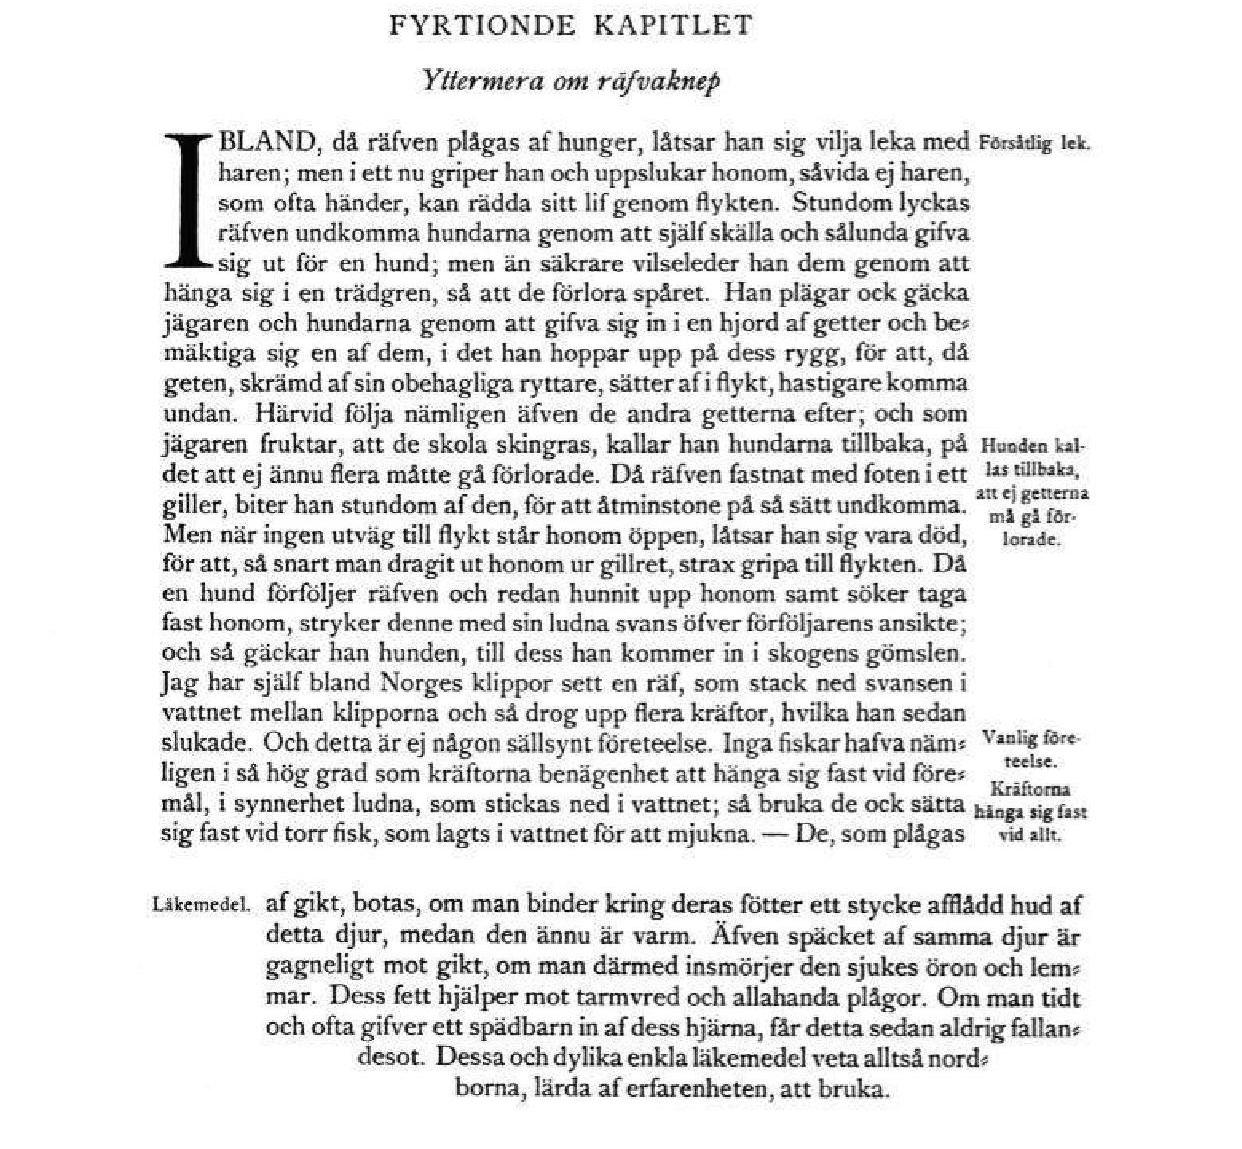 FYRTIONDE KAPITLET
Yttermera om räfvaknep
IBLAND, då räfven plågas af hunger, låtsar han sig vilja leka med
Försåtlig lek.
haren; men i ett nu griper han och uppslukar honom, såvida ej haren,
som ofta händer, kan rädda sitt lif genom flykten. Stundom lyckas
räfven undkomma hundarna genom att själf skälla och sålunda gifva
sig ut för en hund; men än säkrare vilseleder han dem genom att
hänga sig i en trädgren, så att de förlora spåret. Han plägar ock gäcka
jägaren och hundarna genom att gifva sig in i en hjord af getter och be⸗
mäktiga sig en af dem, i det han hoppar upp på dess rygg, för att, då
geten, skrämd af sin obehagliga ryttare, sätter af i flykt, hastigare komma
undan. Härvid följa nämligen äfven de andra getterna efter; och som
jägaren fruktar, att de skola skingras, kallar han hundarna tillbaka, på
det att ej ännu flera måtte gå förlorade. Då räfven fastnat med foten i ett
giller, biter han stundom af den, för att åtminstone på så sätt undkomma.
Men när ingen utväg till flykt står honom öppen, låtsar han sig vara död,
Hunden kal-
las tillbaka,
att ej getterna
må gå för-
lorade.
för att, så snart man dragit ut honom ur gillret, strax gripa till flykten. Då
en hund förföljer räfven och redan hunnit upp honom samt söker taga
fast honom, stryker denne med sin ludna svans öfver förföljarens ansikte;
och så gäckar han hunden, till dess han kommer in i skogens gömslen.
Jag har själf bland Norges klippor sett en räf, som stack ned svansen i
vattnet mellan klipporna och så drog upp flera kräftor, hvilka han sedan
slukade. Och detta är ej någon sällsynt företeelse. Inga fiskar hafva näm⸗
ligen i så hög grad som kräftorna benägenhet att hänga sig fast vid före⸗
mål, i synnerhet ludna, som stickas ned i vattnet; så bruka de ock sätta
sig fast vid torr fisk, som lagts i vattnet för att mjukna. — De, som plågas
Vanlig före-
teelse.
Kräftorna
hänga sig fast
vid allt.
Läkemedel.
af gikt, botas, om man binder kring deras fötter ett stycke afflådd hud af
detta djur, medan den ännu är varm. Äfven späcket af samma djur är
gagneligt mot gikt, om man därmed insmörjer den sjukes öron och lem⸗
mar. Dess fett hjälper mot tarmvred och allahanda plågor. Om man tidt
och ofta gifver ett spädbarn in af dess hjärna, får detta sedan aldrig fallan⸗
desot. Dessa och dylika enkla läkemedel veta alltså nord⸗
borna, lärda af erfarenheten, att bruka.